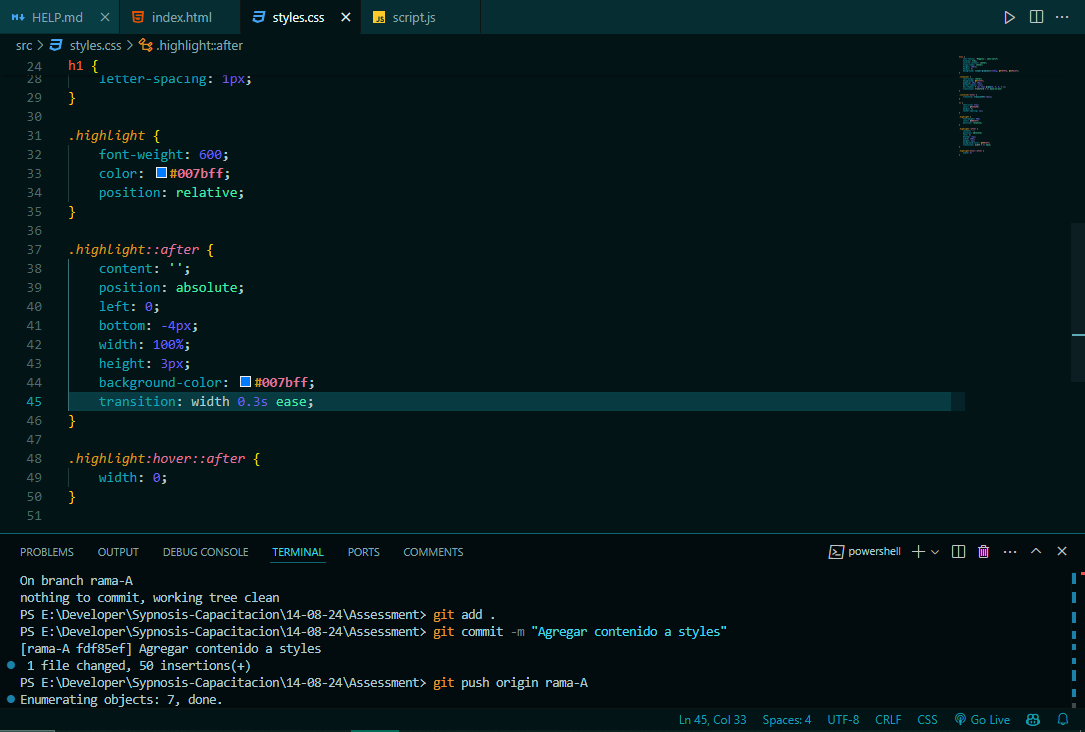 HELP.md
index.html
styles.css
JS script.js
src > styles.css > .highlight::after
24 h1 {
28 letter-spacing: 1px;
29 }
30
31 .highlight {
32 font-weight: 600;
33 color: #007bff;
34 position: relative;
35 }
36
37 .highlight::after {
38 content: '';
39 position: absolute;
40 left: 0;
41 bottom: -4px;
42 width: 100%;
43 height: 3px;
44 background-color: #007bff;
45 transition: width 0.3s ease;
46 }
47
48 .highlight:hover::after {
49 width: 0;
50 }
51
PROBLEMS OUTPUT DEBUG CONSOLE TERMINAL PORTS COMMENTS
powershell
On branch rama-A
nothing to commit, working tree clean
PS E:\Developer\Sypnosis-Capacitacion\14-08-24\Assessment> git add .
PS E:\Developer\Sypnosis-Capacitacion\14-08-24\Assessment> git commit -m "Agregar contenido a styles"
[rama-A fdf85ef] Agregar contenido a styles
1 file changed, 50 insertions(+)
PS E:\Developer\Sypnosis-Capacitacion\14-08-24\Assessment> git push origin rama-A
Enumerating objects: 7, done.
Ln 45, Col 33 Spaces: 4 UTF-8 CRLF CSS Go Live